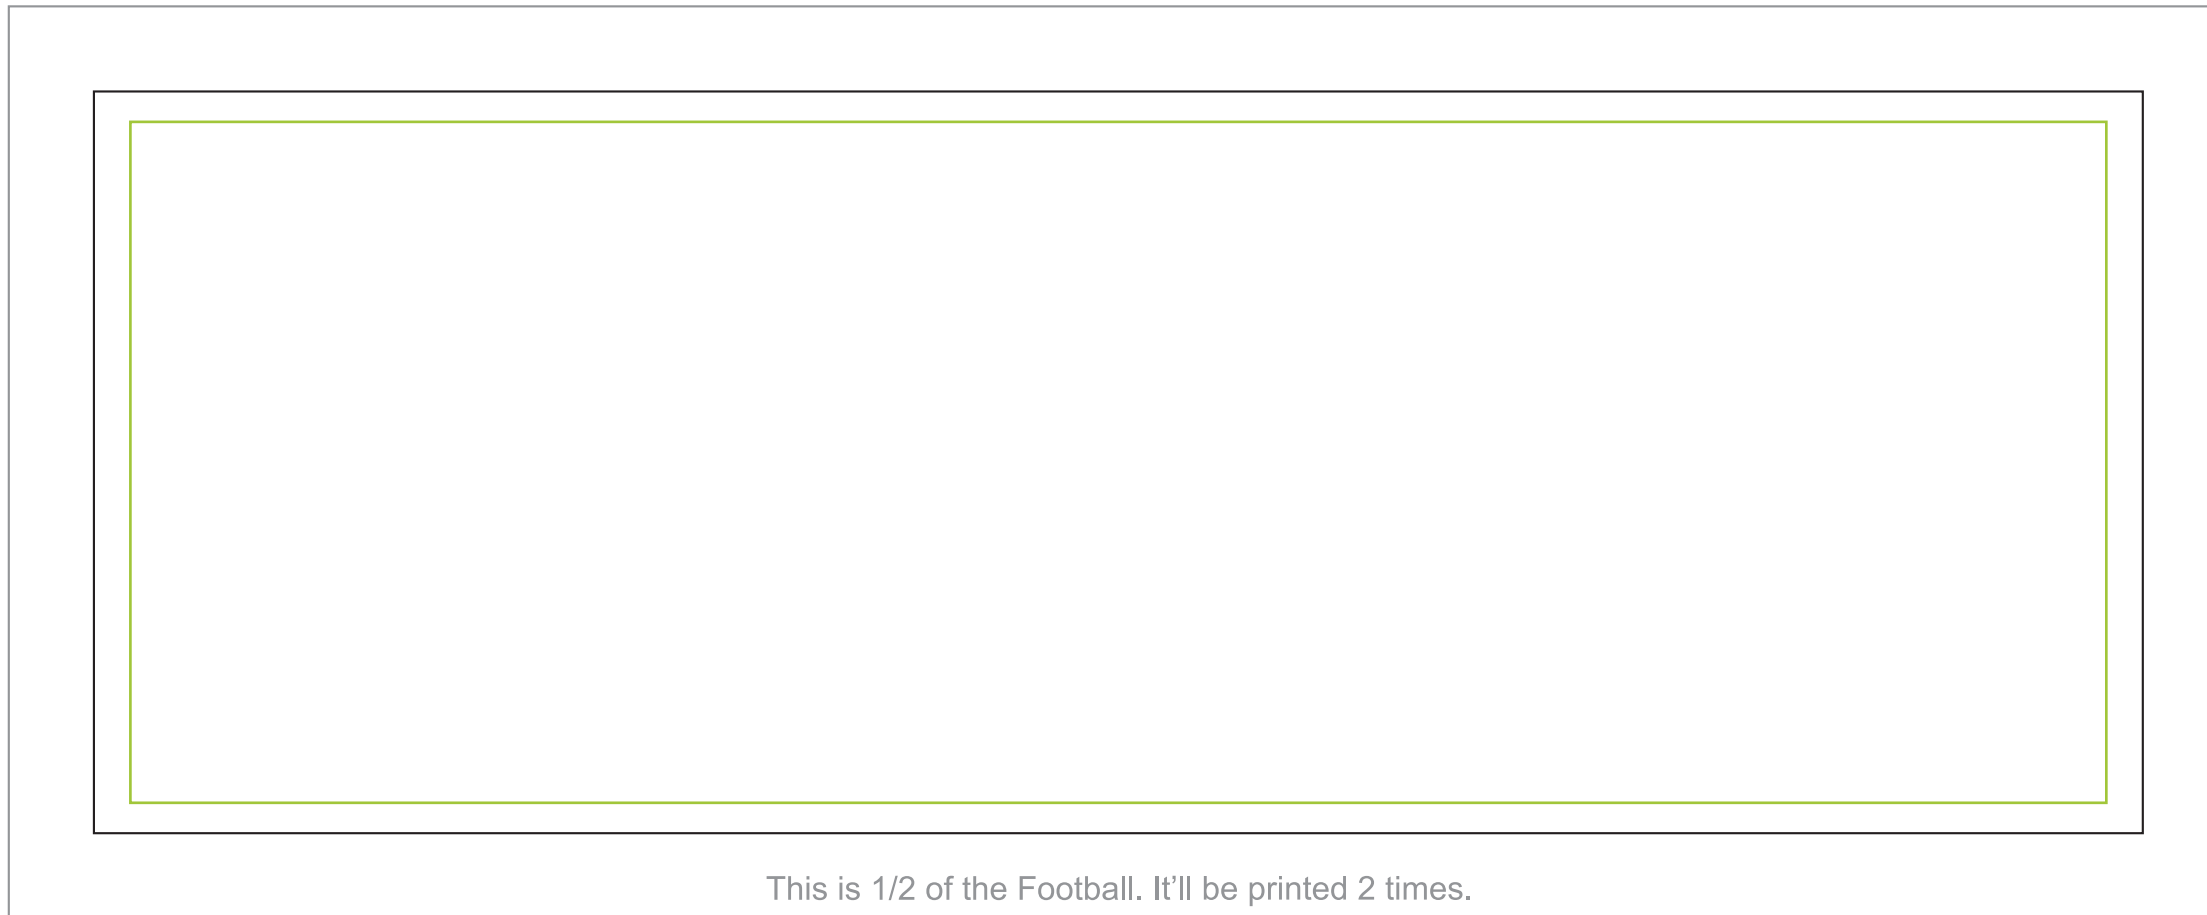 This is 1/2 of the Football. It’ll be printed 2 times.